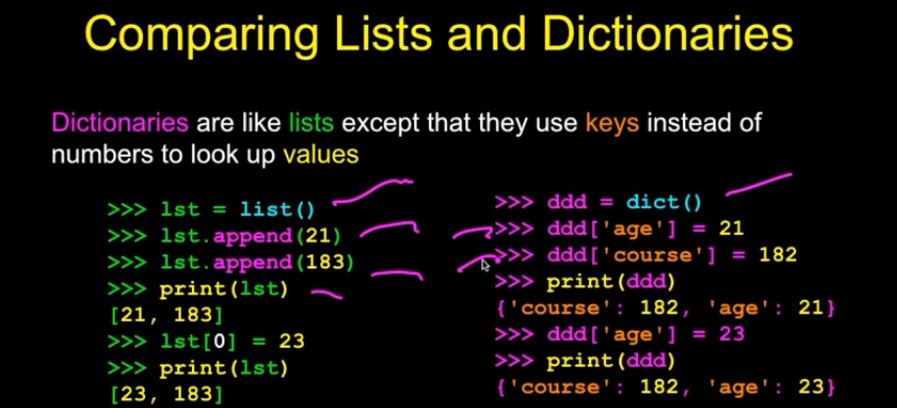 Comparing Lists and Dictionaries
Dictionaries are like lists except that they use keys instead of
numbers to look up values
>>> lst = list()
>>> lst.append(21)
>>> lst.append(183)
>>> print(lst)
[21, 183]
>>> lst[0] = 23
>>> print(lst)
[23, 183]
>>> ddd = dict()
>>> ddd['age'] = 21
>>> ddd['course'] = 182
>>> print(ddd)
{'course': 182, 'age': 21}
>>> ddd['age'] = 23
>>> print(ddd)
{'course': 182, 'age': 23}